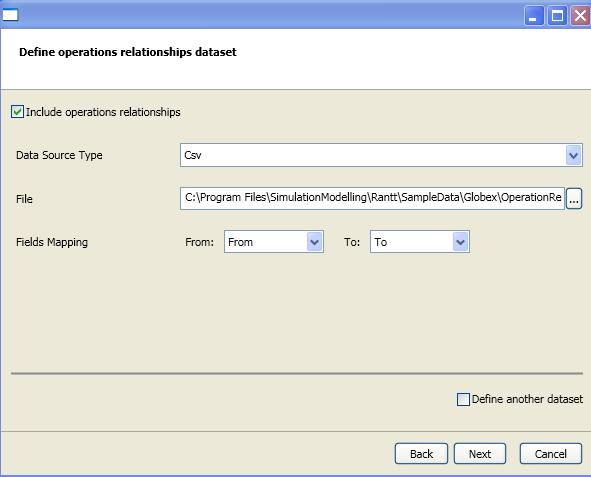 Define operations relationships dataset
Include operations relationships
Data Source Type Csv
File C:\Program Files\SimulationModelling\Rantt\SampleData\Globex\OperationRe ...
Fields Mapping From: From To: To
Define another dataset
Back Next Cancel